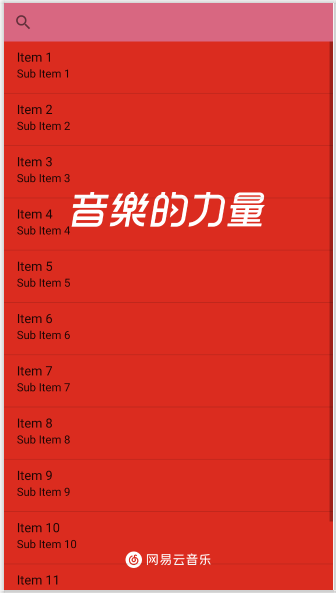 Item 1
Sub Item 1
Item 2
Sub Item 2
Item 3
Sub Item 3
Item 4
Sub Item 4
音樂的力量
Item 5
Sub Item 5
Item 6
Sub Item 6
Item 7
Sub Item 7
Item 8
Sub Item 8
Item 9
Sub Item 9
Item 10
Sub Item 10
网易云音乐
Item 11